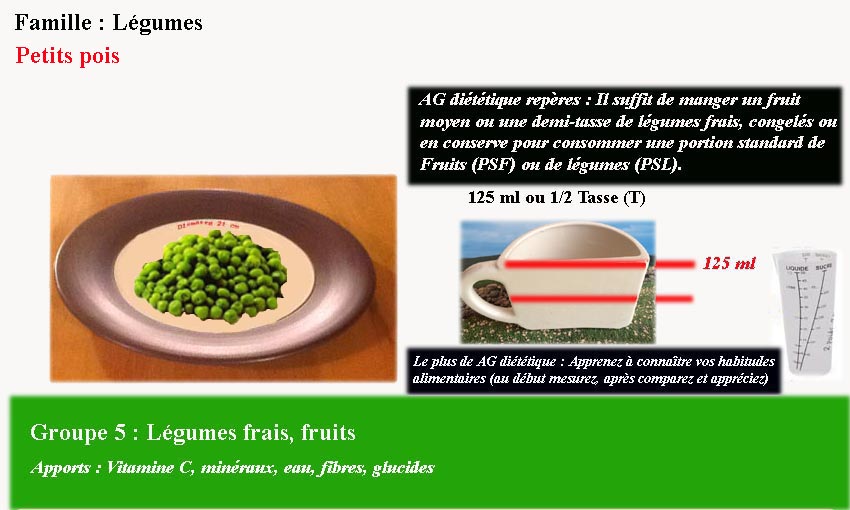 Famille : Légumes
Petits pois
AG diététique repères : Il suffit de manger un fruit
moyen ou une demi-tasse de légumes frais, congelés ou
en conserve pour consommer une portion standard de
Fruits (PSF) ou de légumes (PSL).
125 ml ou 1/2 Tasse (T)
Diamètre 21 cm
125 ml
LIQUIDE SUCRE
Le plus de AG diététique : Apprenez à connaître vos habitudes
alimentaires (au début mesurez, après comparez et appréciez)
Groupe 5 : Légumes frais, fruits
Apports : Vitamine C, minéraux, eau, fibres, glucides